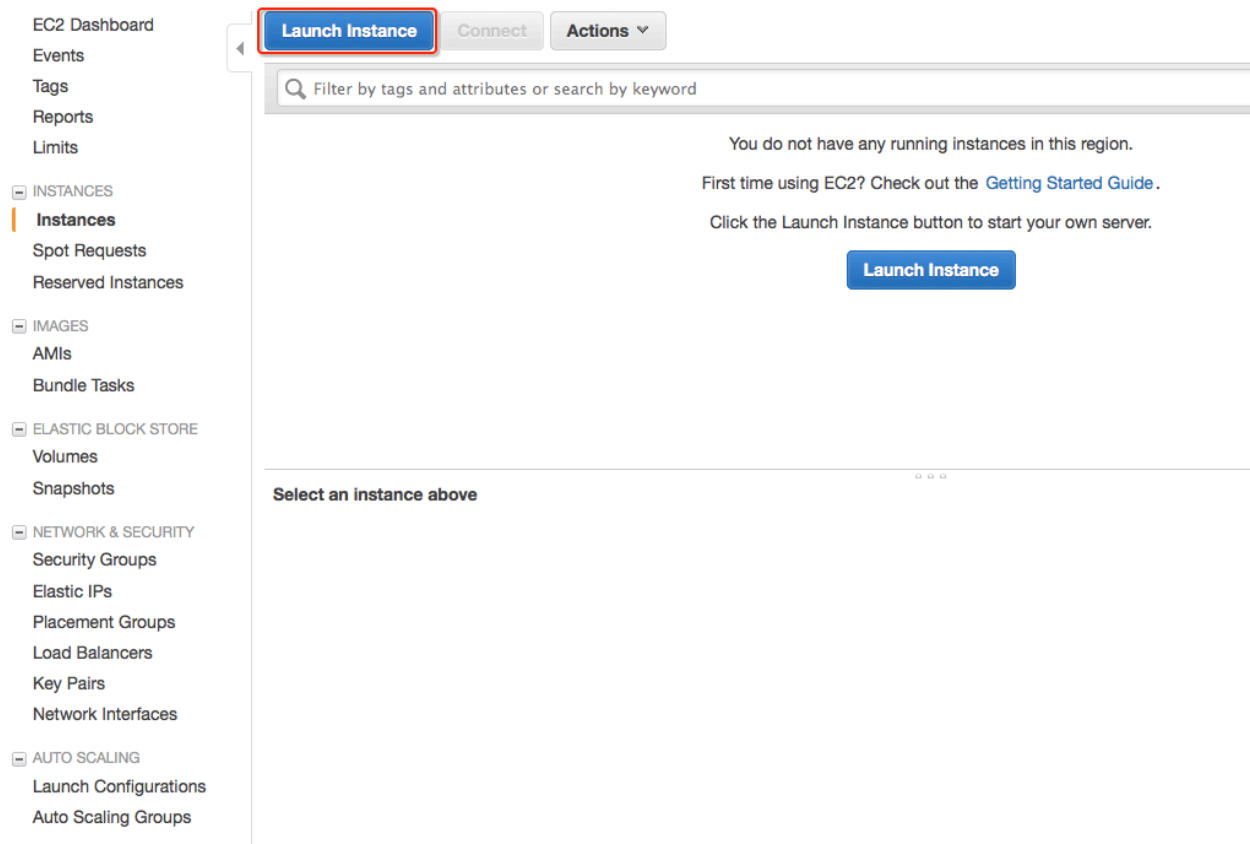 EC2 Dashboard
Events
Tags
Reports
Limits
INSTANCES
Instances
Spot Requests
Reserved Instances
IMAGES
AMIs
Bundle Tasks
ELASTIC BLOCK STORE
Volumes
Snapshots
NETWORK & SECURITY
Security Groups
Elastic IPs
Placement Groups
Load Balancers
Key Pairs
Network Interfaces
AUTO SCALING
Launch Configurations
Auto Scaling Groups
Launch Instance Connect Actions
Filter by tags and attributes or search by keyword
You do not have any running instances in this region.
First time using EC2? Check out the Getting Started Guide.
Click the Launch Instance button to start your own server.
Launch Instance
Select an instance above